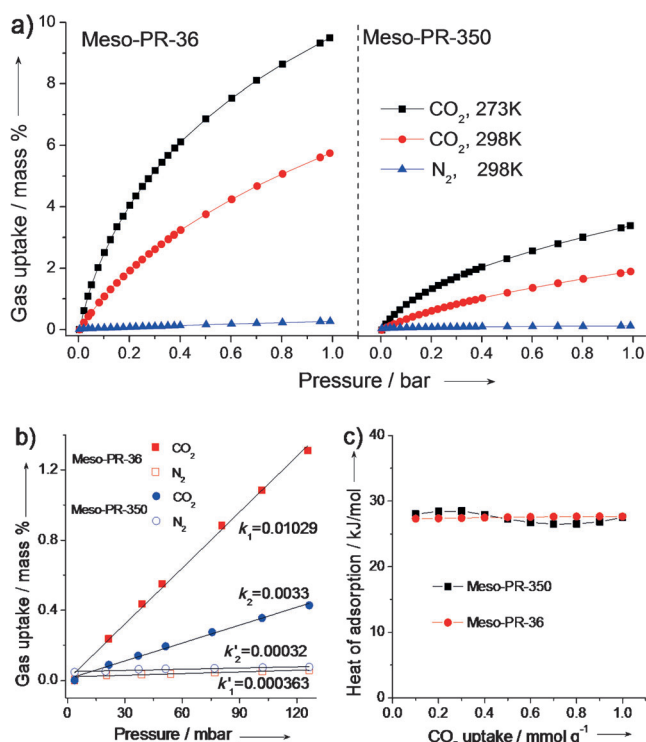 a)
Meso-PR-36
Meso-PR-350
Gas uptake / mass %
10
8
6
4
2
0
CO2, 273K
CO2, 298K
N2, 298K
0.0 0.2 0.4 0.6 0.8 1.0 0.0 0.2 0.4 0.6 0.8 1.0
Pressure / bar
b)
Gas uptake / mass %
1.2
0.8
0.4
0.0
Meso-PR-36
CO2
N2
Meso-PR-350
CO2
N2
k1=0.01029
k2=0.0033
k'2=0.00032
k'1=0.000363
0 30 60 90 120
Pressure / mbar
c)
Heat of adsorption / kJ/mol
40
30
20
10
0
Meso-PR-350
Meso-PR-36
0.0 0.2 0.4 0.6 0.8 1.0
CO2 uptake / mmol g-1